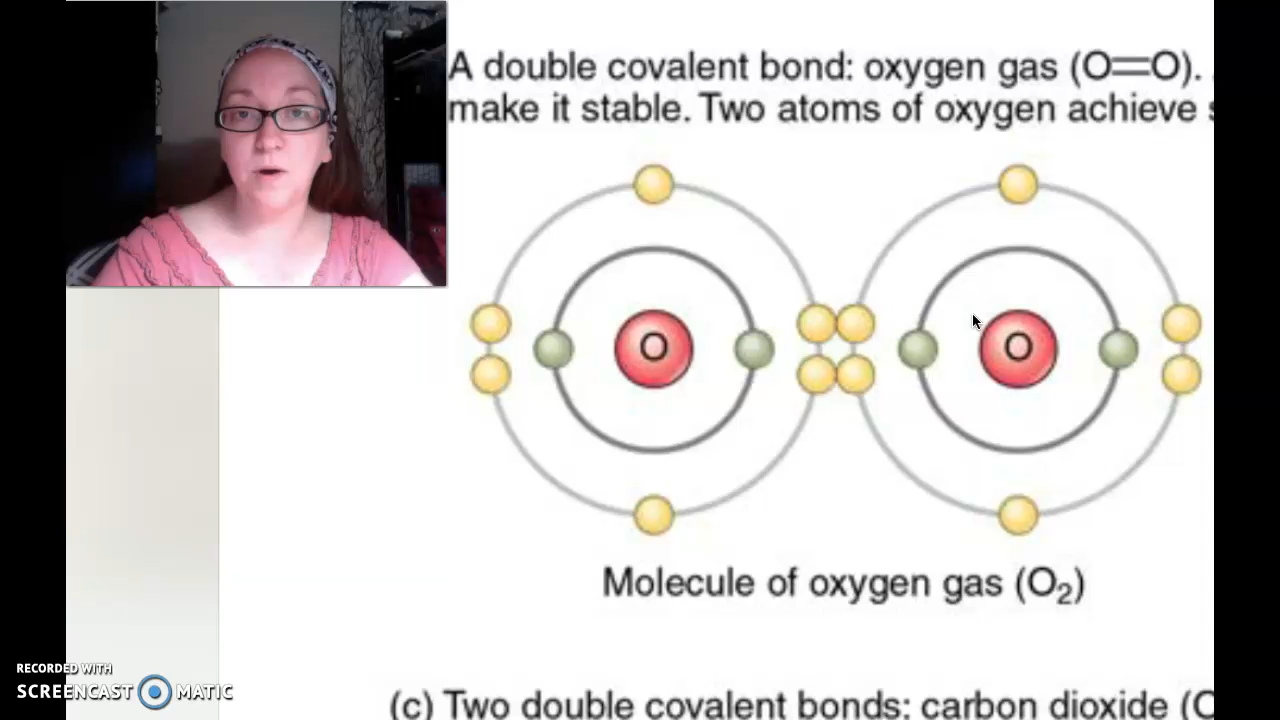 A double covalent bond: oxygen gas (O=O).
make it stable. Two atoms of oxygen achieve
O
O
Molecule of oxygen gas (O₂)
RECORDED WITH
SCREENCAST MATIC
(c) Two double covalent bonds: carbon dioxide (